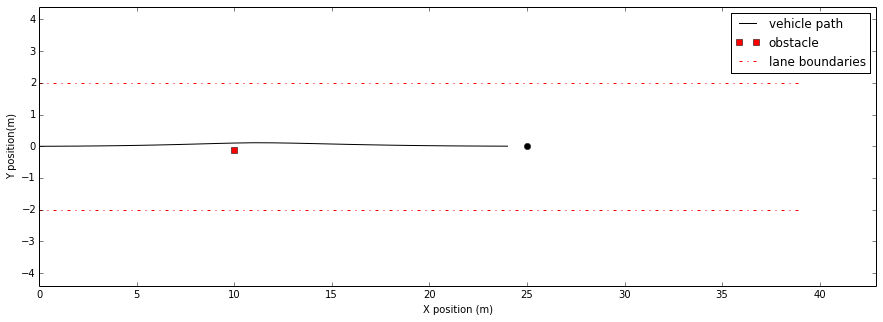 4
3
2
1
0
−1
−2
−3
−4
0 5 10 15 20 25 30 35 40
X position (m)
Y position(m)
vehicle path
obstacle
lane boundaries